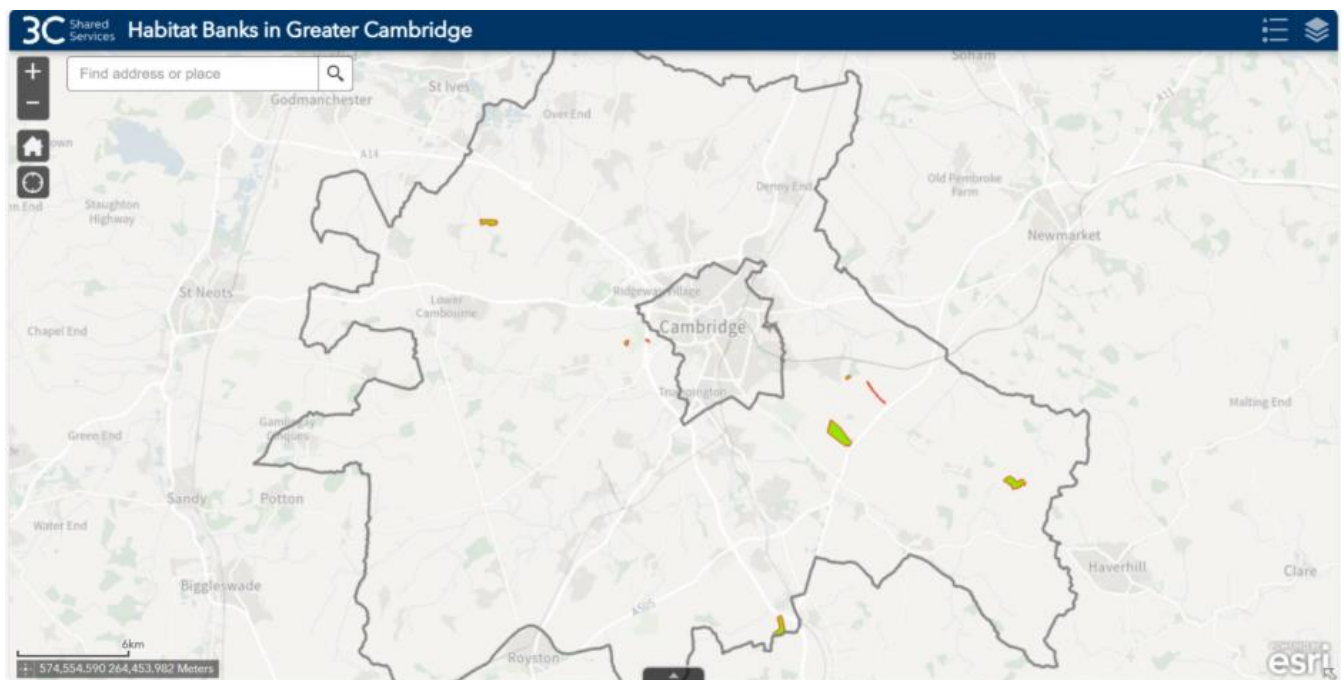 3C Shared Services Habitat Banks in Greater Cambridge
Find address or place
Soham
St Ives
Godmanchester
Over End
A11
A14
Old Pembroke Farm
Denny End
Staughton Highway
Newmarket
St Neots
Ridgeway Village
Lower Cambourne
Chapel End
Cambridge
Trumpington
Malting End
Green End
Gamlingay Cinques
Sandy
Potton
Water End
Haverhill
Clare
Biggleswade
A505
6km
Royston
574,554.590 264,453.982 Meters
esri